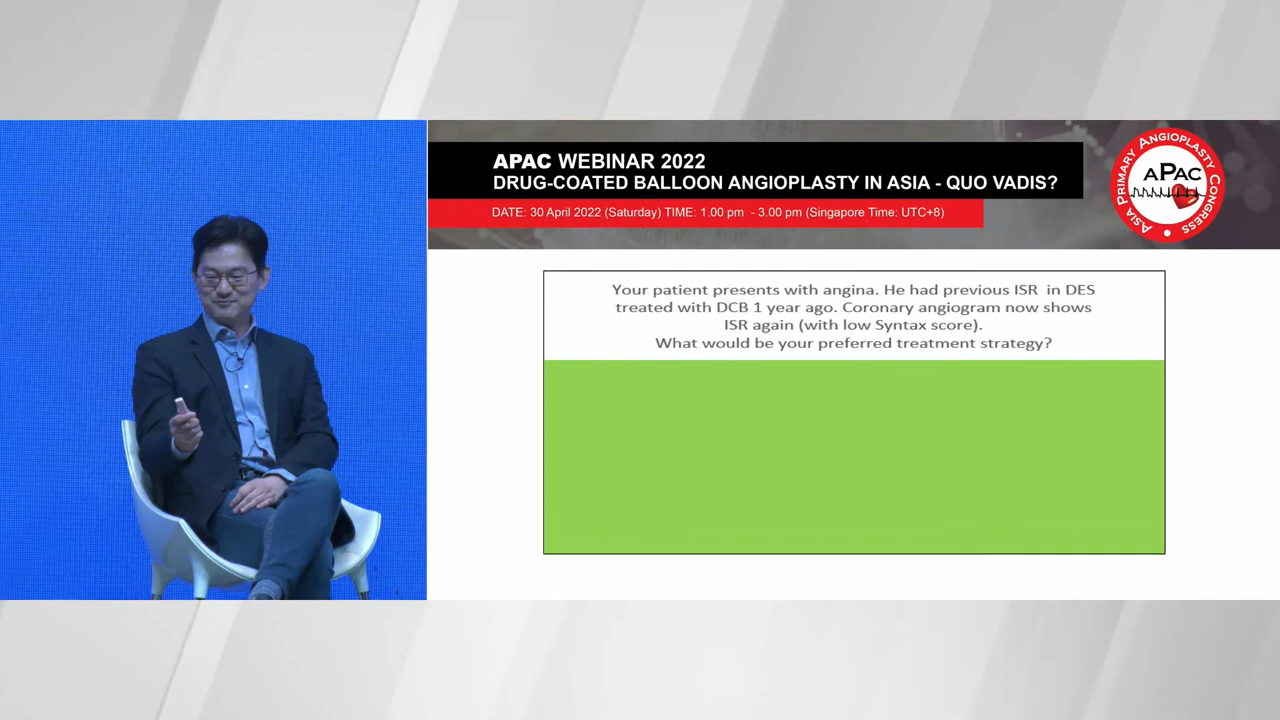 APAC WEBINAR 2022
DRUG-COATED BALLOON ANGIOPLASTY IN ASIA - QUO VADIS?
DATE: 30 April 2022 (Saturday) TIME: 1.00 pm - 3.00 pm (Singapore Time: UTC+8)
ASIA PRIMARY ANGIOPLASTY CONGRESS
aPAC
Your patient presents with angina. He had previous ISR in DES
treated with DCB 1 year ago. Coronary angiogram now shows
ISR again (with low Syntax score).
What would be your preferred treatment strategy?